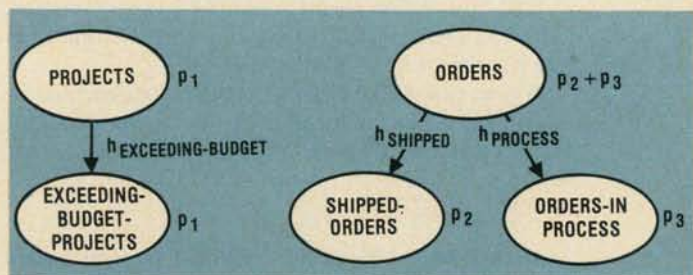 PROJECTS p1
hEXCEEDING-BUDGET
EXCEEDING-
BUDGET-
PROJECTS p1
ORDERS p2 + p3
hSHIPPED hPROCESS
SHIPPED-
ORDERS p2
ORDERS-IN
PROCESS p3